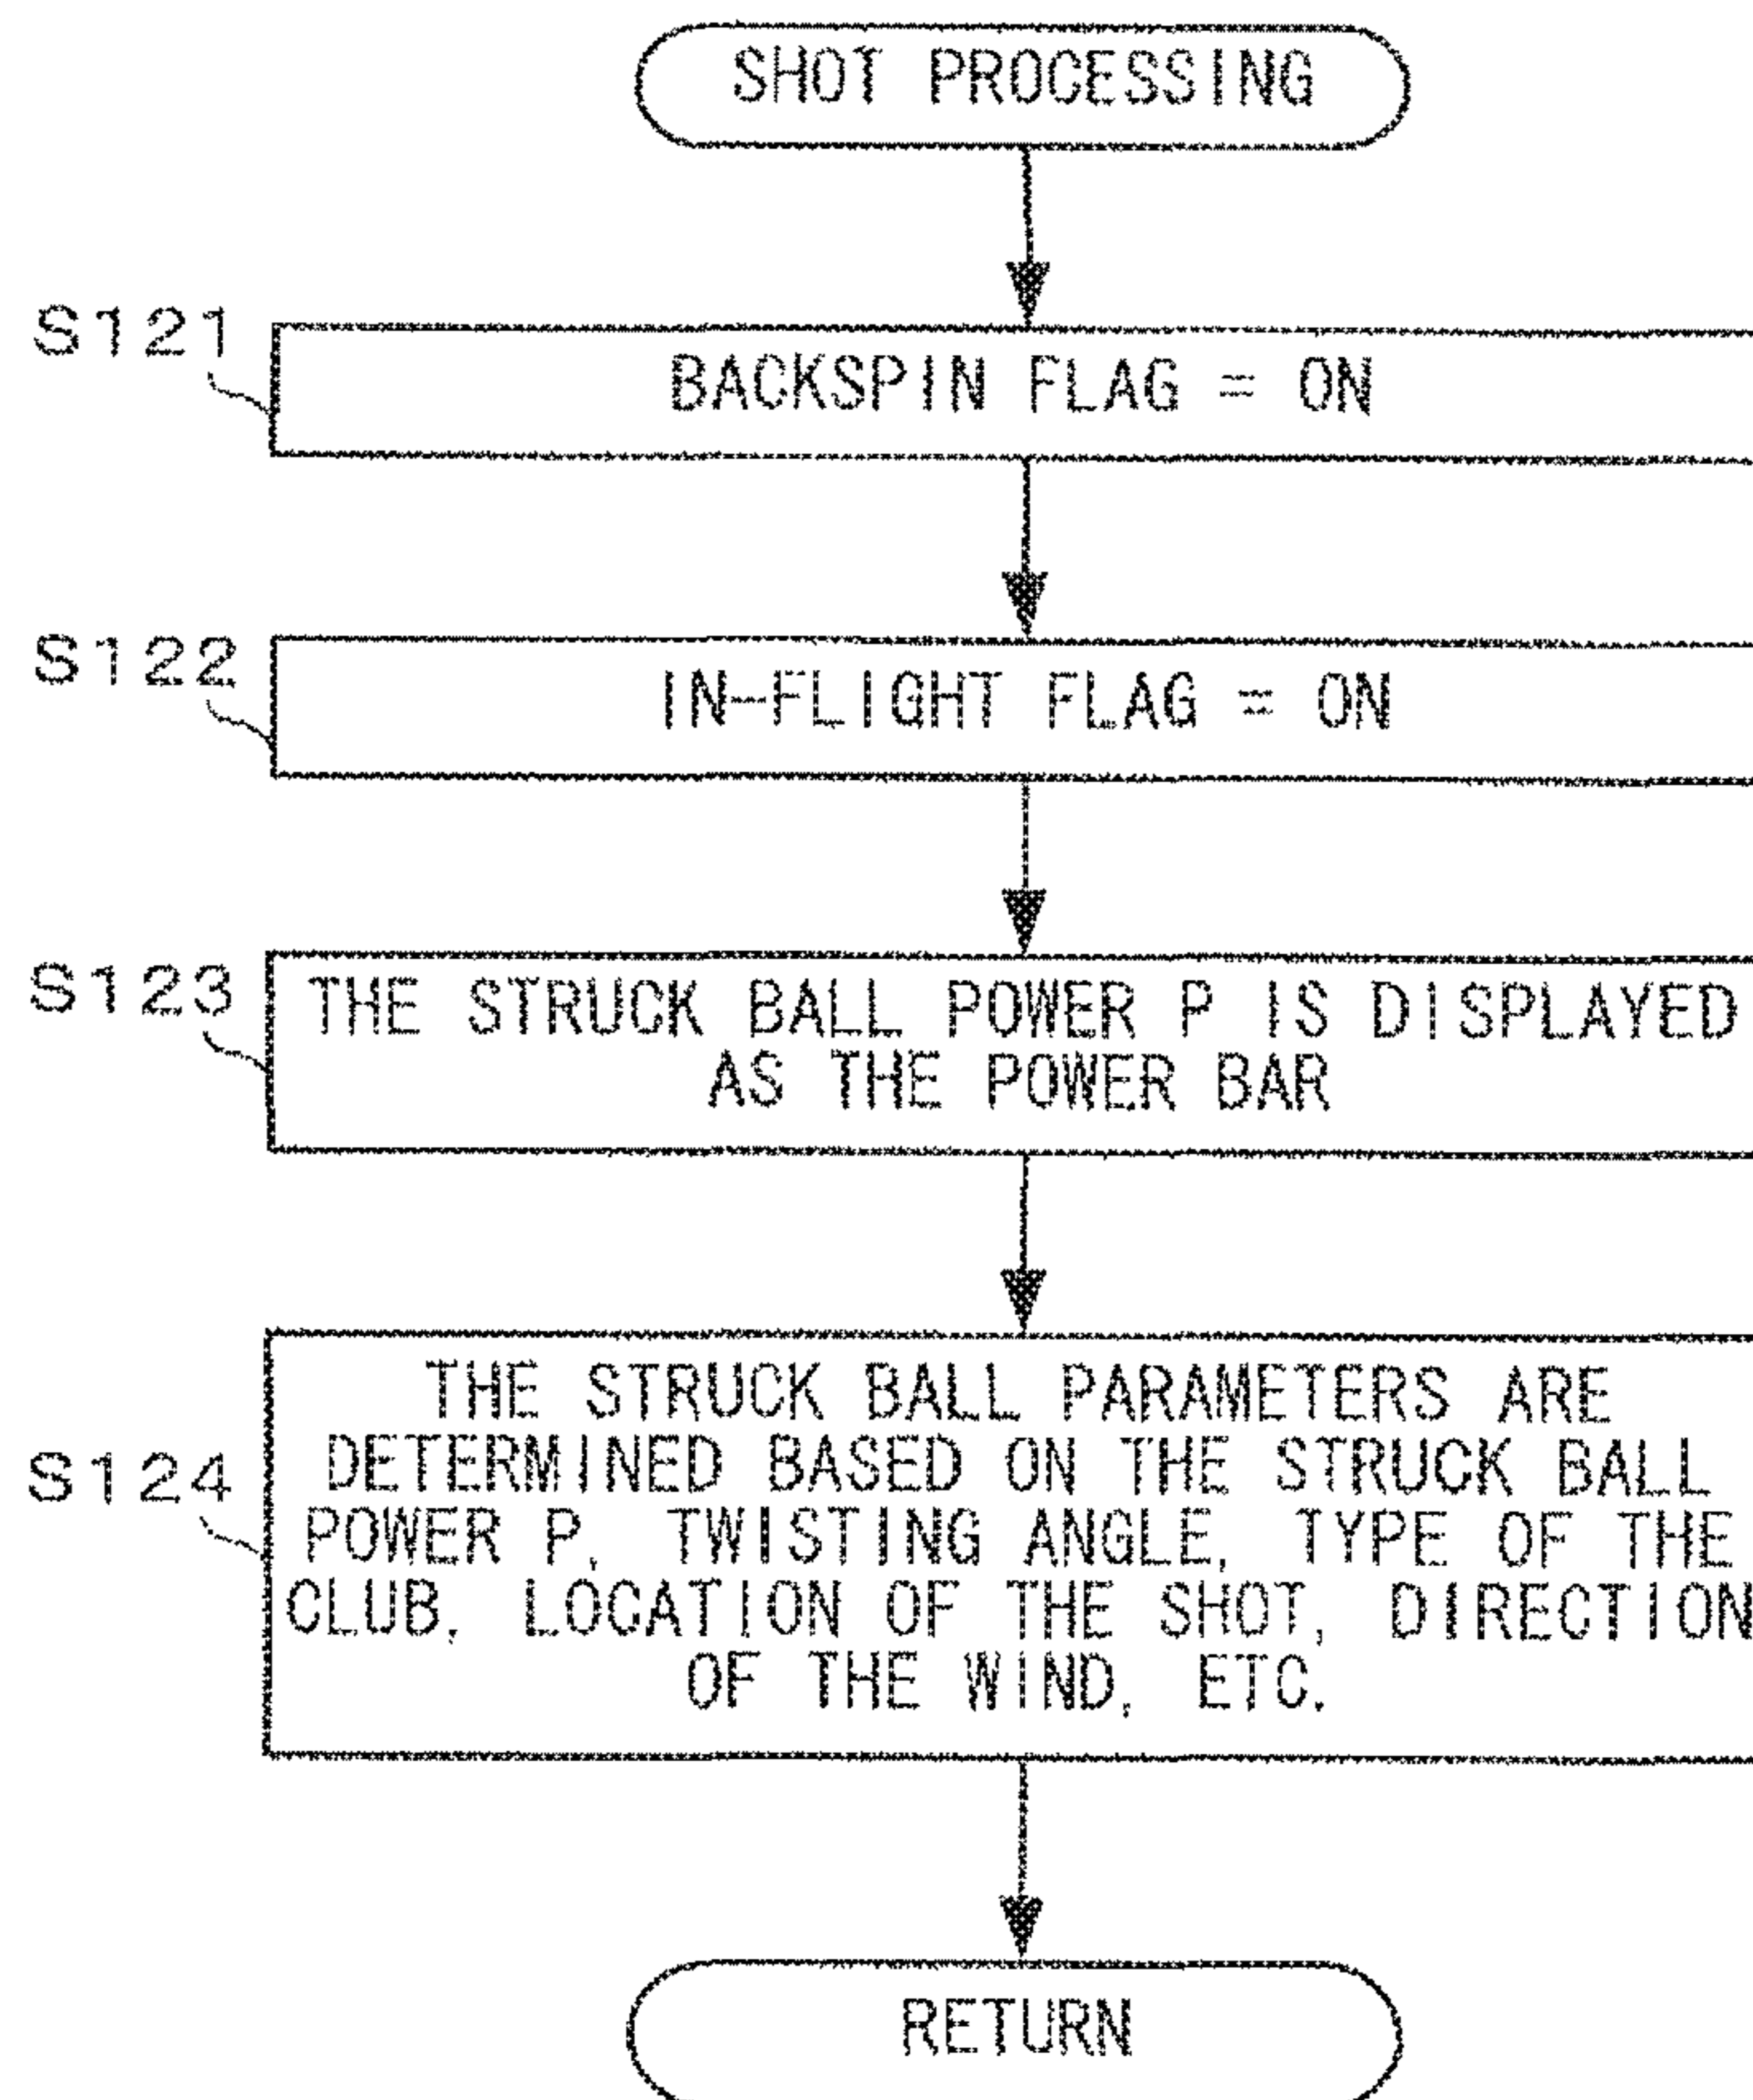 SHOT PROCESSING
S121
BACKSPIN FLAG = ON
S122
IN-FLIGHT FLAG = ON
S123
THE STRUCK BALL POWER P IS DISPLAYED
AS THE POWER BAR
S124
THE STRUCK BALL PARAMETERS ARE
DETERMINED BASED ON THE STRUCK BALL
POWER P, TWISTING ANGLE, TYPE OF THE
CLUB, LOCATION OF THE SHOT, DIRECTION
OF THE WIND, ETC.
RETURN